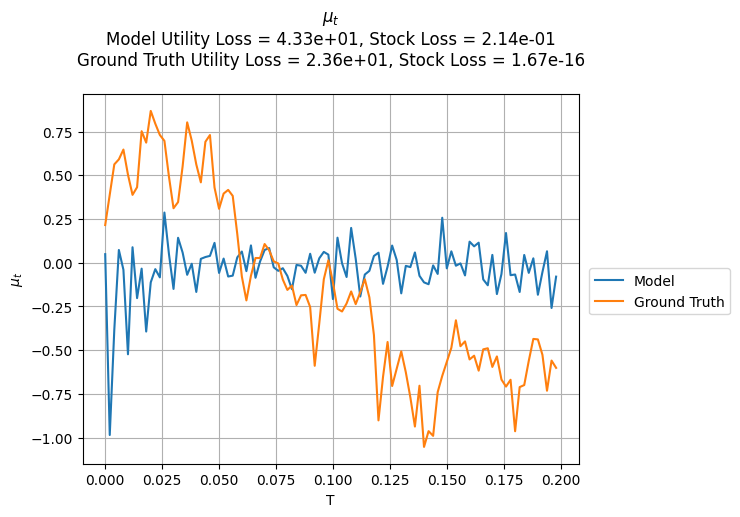 μt
Model Utility Loss = 4.33e+01, Stock Loss = 2.14e-01
Ground Truth Utility Loss = 2.36e+01, Stock Loss = 1.67e-16
0.75
0.50
0.25
0.00
−0.25
−0.50
−0.75
−1.00
μt
0.000 0.025 0.050 0.075 0.100 0.125 0.150 0.175 0.200
T
Model
Ground Truth